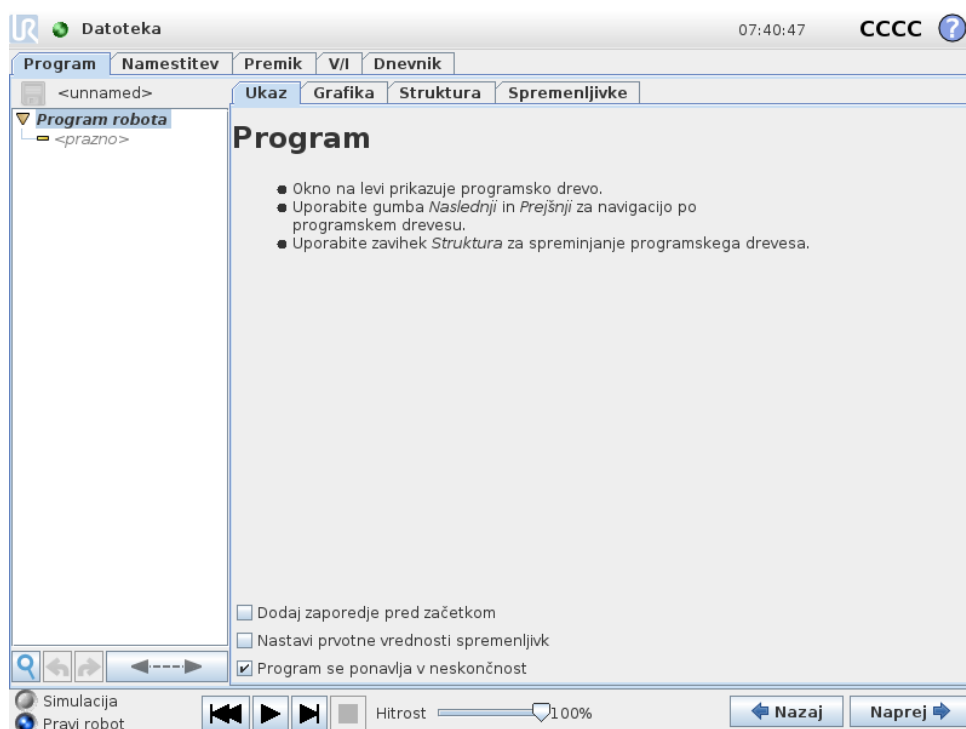 UR Datoteka 07:40:47 CCCC ?
Program Namestitev Premik V/I Dnevnik
<unnamed> Ukaz Grafika Struktura Spremenljivke
Program robota
<prazno>
Program
Okno na levi prikazuje programsko drevo.
Uporabite gumba Naslednji in Prejšnji za navigacijo po
programskem drevesu.
Uporabite zavihek Struktura za spreminjanje programskega drevesa.
Dodaj zaporedje pred začetkom
Nastavi prvotne vrednosti spremenljivk
Program se ponavlja v neskončnost
Simulacija
Pravi robot
Hitrost 100%
Nazaj Naprej